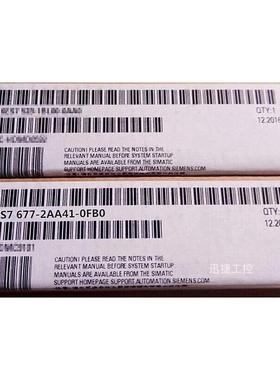 QTY:1
12.2016
CAUTION! PLEASE READ THE NOTES IN THE
RELEVANT MANUAL BEFORE SYSTEM STARTUP
MANUALS ARE AVAILABLE FROM THE SIMATIC
HOMEPAGE SUPPORT.AUTOMATION.SIEMENS.COM
S7 677-2AA41-0FB0
QTY:
12.20
CAUTION! PLEASE READ THE NOTES IN THE
RELEVANT MANUAL BEFORE SYSTEM STARTUP
MANUALS ARE AVAILABLE FROM THE SIMATIC
SUPPORT HOMEPAGE SUPPORT.AUTOMATION.SIEMENS.COM
迅捷工控